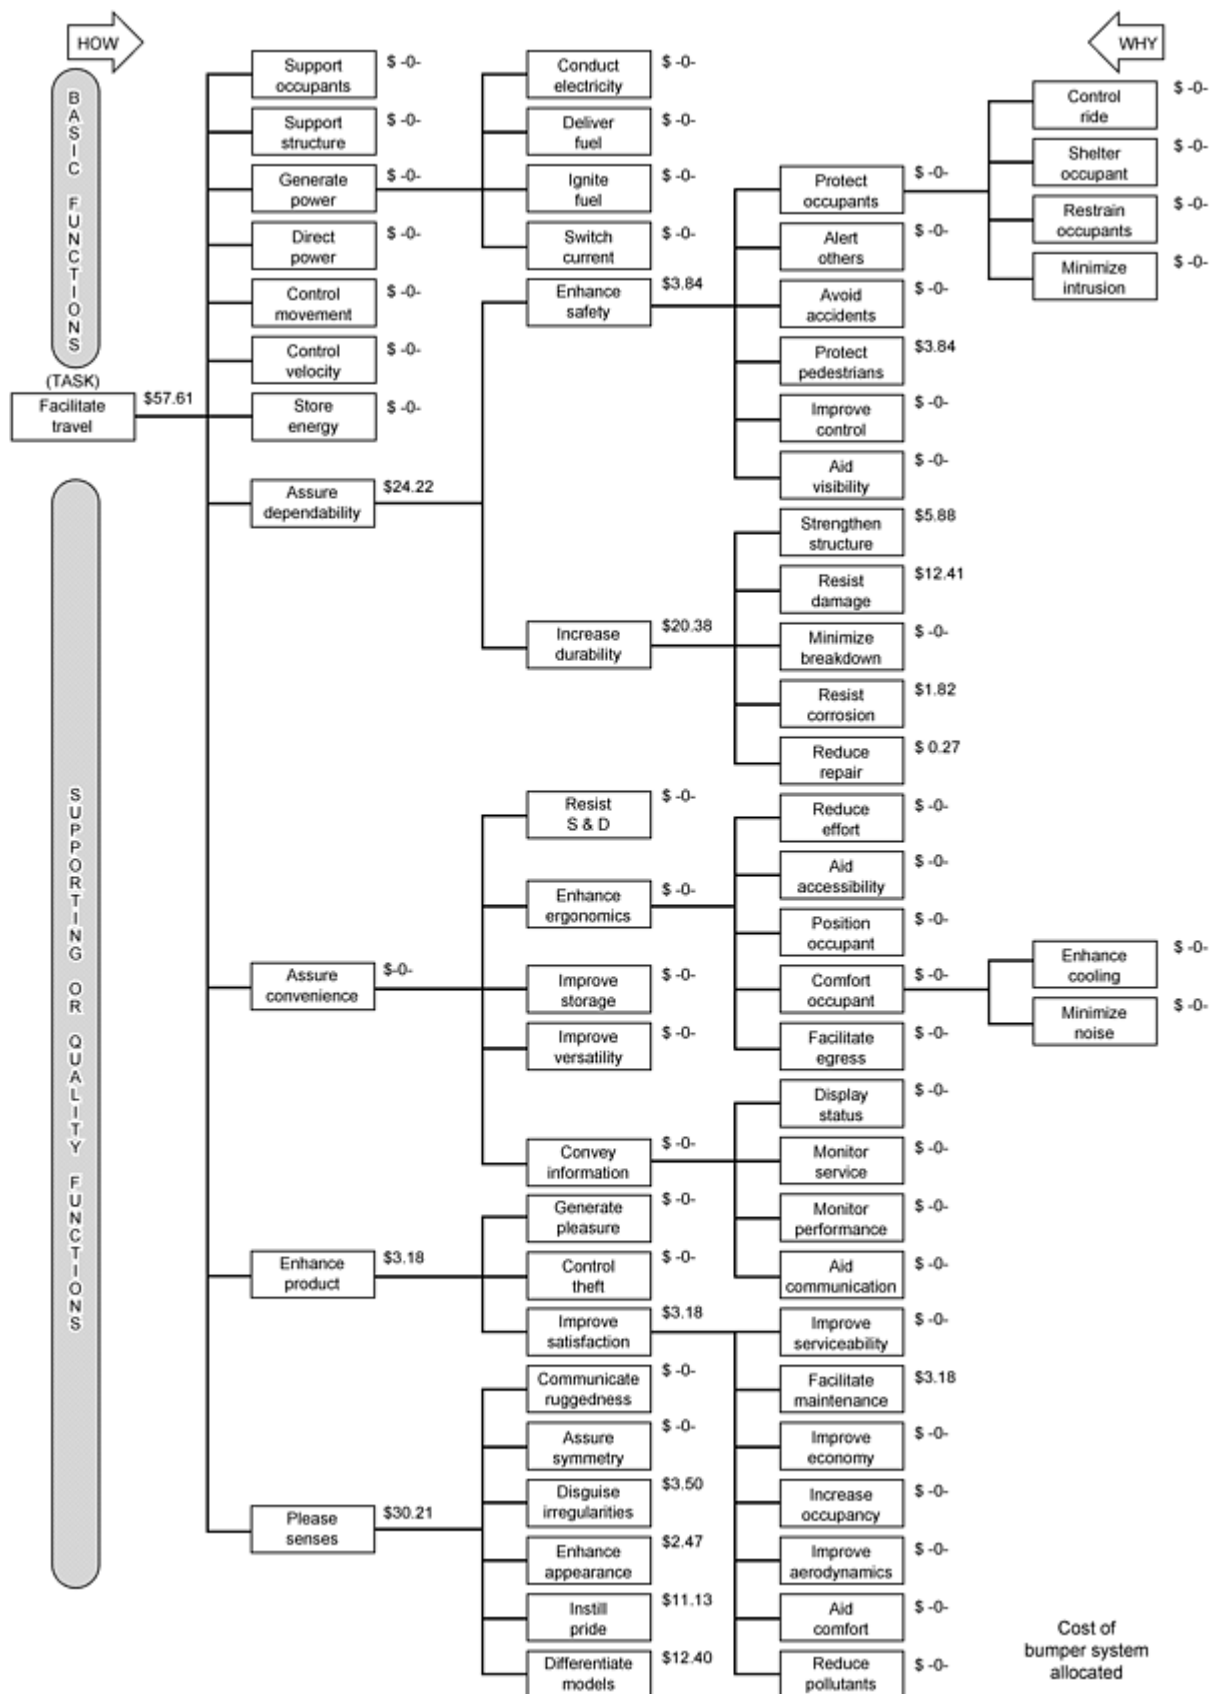 HOW
WHY
BASIC FUNCTIONS
(TASK)
Facilitate
travel
$57.61
Support
occupants
$ -0-
Support
structure
$ -0-
Generate
power
$ -0-
Direct
power
$ -0-
Control
movement
$ -0-
Control
velocity
$ -0-
Store
energy
$ -0-
Conduct
electricity
$ -0-
Deliver
fuel
$ -0-
Ignite
fuel
$ -0-
Switch
current
$ -0-
SUPPORTING OR QUALITY FUNCTIONS
Assure
dependability
$24.22
Enhance
safety
$3.84
Protect
occupants
$ -0-
Control
ride
$ -0-
Shelter
occupant
$ -0-
Restrain
occupants
$ -0-
Minimize
intrusion
$ -0-
Alert
others
$ -0-
Avoid
accidents
$ -0-
Protect
pedestrians
$3.84
Improve
control
$ -0-
Aid
visibility
$ -0-
Increase
durability
$20.38
Strengthen
structure
$5.88
Resist
damage
$12.41
Minimize
breakdown
$ -0-
Resist
corrosion
$1.82
Reduce
repair
$ 0.27
Assure
convenience
$-0-
Resist
S & D
$ -0-
Enhance
ergonomics
$ -0-
Reduce
effort
$ -0-
Aid
accessibility
$ -0-
Position
occupant
$ -0-
Comfort
occupant
$ -0-
Enhance
cooling
$ -0-
Minimize
noise
$ -0-
Facilitate
egress
$ -0-
Improve
storage
$ -0-
Improve
versatility
$ -0-
Convey
information
$ -0-
Display
status
$ -0-
Monitor
service
$ -0-
Monitor
performance
$ -0-
Aid
communication
$ -0-
Enhance
product
$3.18
Generate
pleasure
$ -0-
Control
theft
$ -0-
Improve
satisfaction
$3.18
Improve
serviceability
$ -0-
Facilitate
maintenance
$3.18
Improve
economy
$ -0-
Increase
occupancy
$ -0-
Improve
aerodynamics
$ -0-
Aid
comfort
$ -0-
Reduce
pollutants
$ -0-
Please
senses
$30.21
Communicate
ruggedness
$ -0-
Assure
symmetry
$ -0-
Disguise
irregularities
$3.50
Enhance
appearance
$2.47
Instill
pride
$11.13
Differentiate
models
$12.40
Cost of
bumper system
allocated